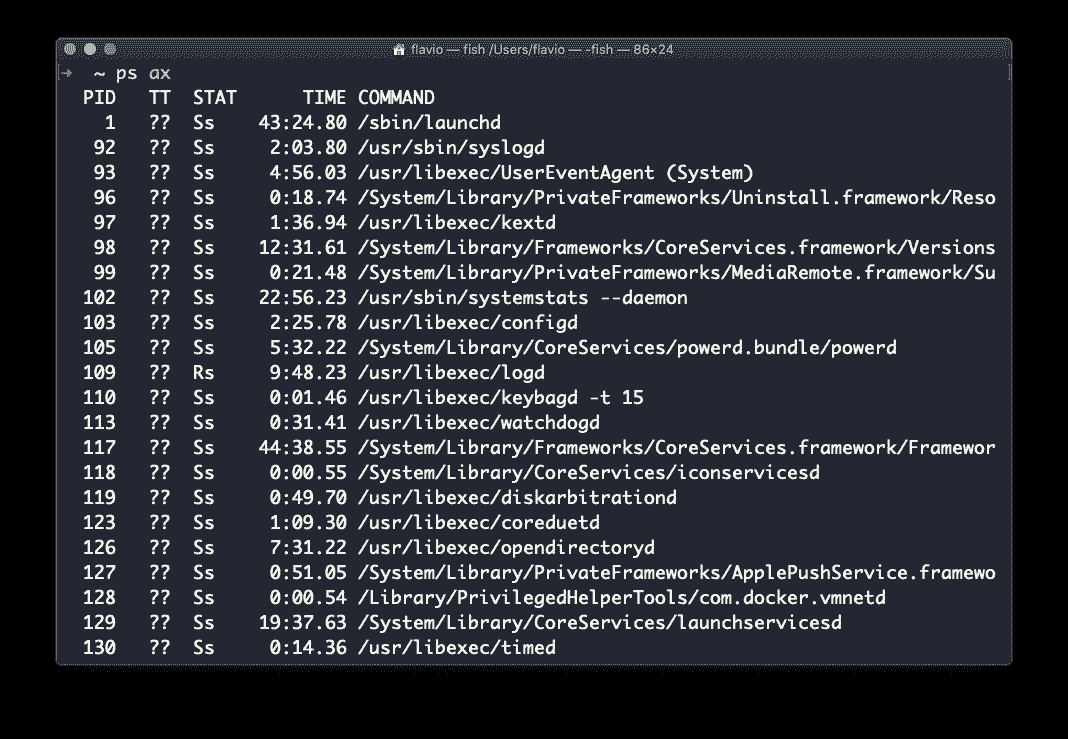 flavio — fish /Users/flavio — -fish — 86×24
➜ ~ ps ax
PID TT STAT TIME COMMAND
1 ?? Ss 43:24.80 /sbin/launchd
92 ?? Ss 2:03.80 /usr/sbin/syslogd
93 ?? Ss 4:56.03 /usr/libexec/UserEventAgent (System)
96 ?? Ss 0:18.74 /System/Library/PrivateFrameworks/Uninstall.framework/Reso
97 ?? Ss 1:36.94 /usr/libexec/kextd
98 ?? Ss 12:31.61 /System/Library/Frameworks/CoreServices.framework/Versions
99 ?? Ss 0:21.48 /System/Library/PrivateFrameworks/MediaRemote.framework/Su
102 ?? Ss 22:56.23 /usr/sbin/systemstats --daemon
103 ?? Ss 2:25.78 /usr/libexec/configd
105 ?? Ss 5:32.22 /System/Library/CoreServices/powerd.bundle/powerd
109 ?? Rs 9:48.23 /usr/libexec/logd
110 ?? Ss 0:01.46 /usr/libexec/keybagd -t 15
113 ?? Ss 0:31.41 /usr/libexec/watchdogd
117 ?? Ss 44:38.55 /System/Library/Frameworks/CoreServices.framework/Framewor
118 ?? Ss 0:00.55 /System/Library/CoreServices/iconservicesd
119 ?? Ss 0:49.70 /usr/libexec/diskarbitrationd
123 ?? Ss 1:09.30 /usr/libexec/coreduetd
126 ?? Ss 7:31.22 /usr/libexec/opendirectoryd
127 ?? Ss 0:51.05 /System/Library/PrivateFrameworks/ApplePushService.framewo
128 ?? Ss 0:00.54 /Library/PrivilegedHelperTools/com.docker.vmnetd
129 ?? Ss 19:37.63 /System/Library/CoreServices/launchservicesd
130 ?? Ss 0:14.36 /usr/libexec/timed